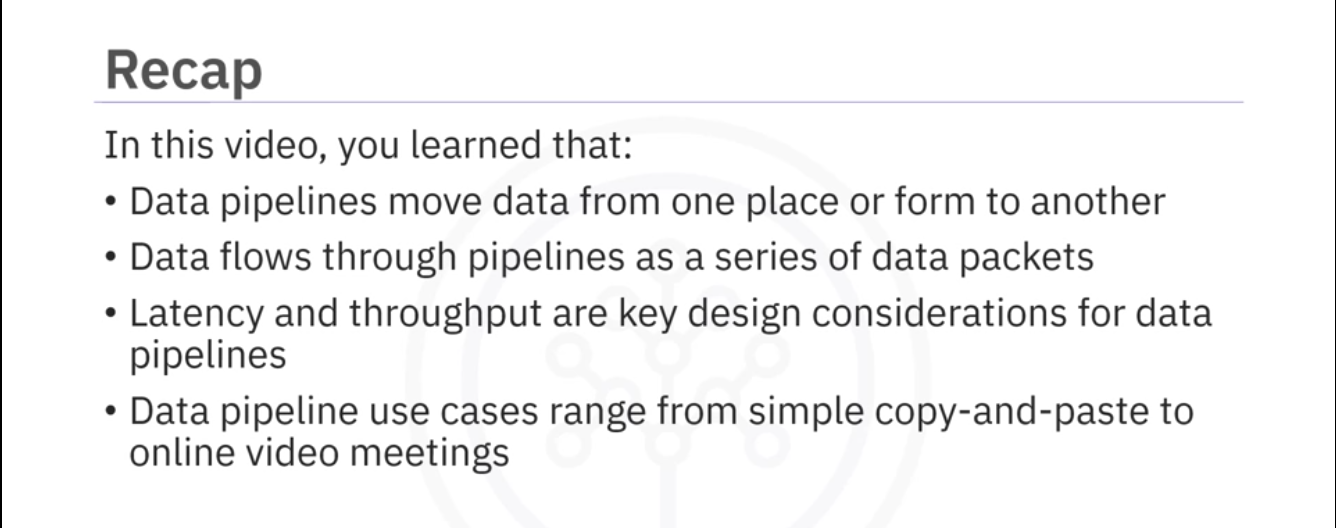 Recap
In this video, you learned that:
• Data pipelines move data from one place or form to another
• Data flows through pipelines as a series of data packets
• Latency and throughput are key design considerations for data
pipelines
• Data pipeline use cases range from simple copy-and-paste to
online video meetings